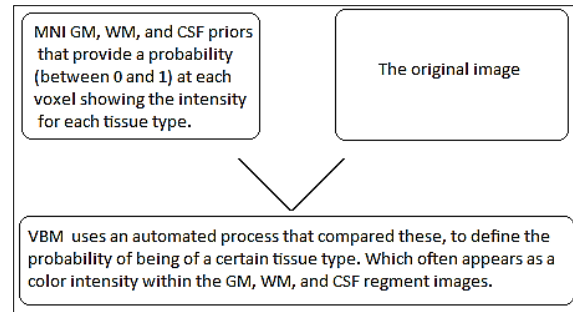 MNI GM, WM, and CSF priors
that provide a probability
(between 0 and 1) at each
voxel showing the intensity
for each tissue type.
The original image
VBM uses an automated process that compared these, to define the
probability of being of a certain tissue type. Which often appears as a
color intensity within the GM, WM, and CSF regment images.